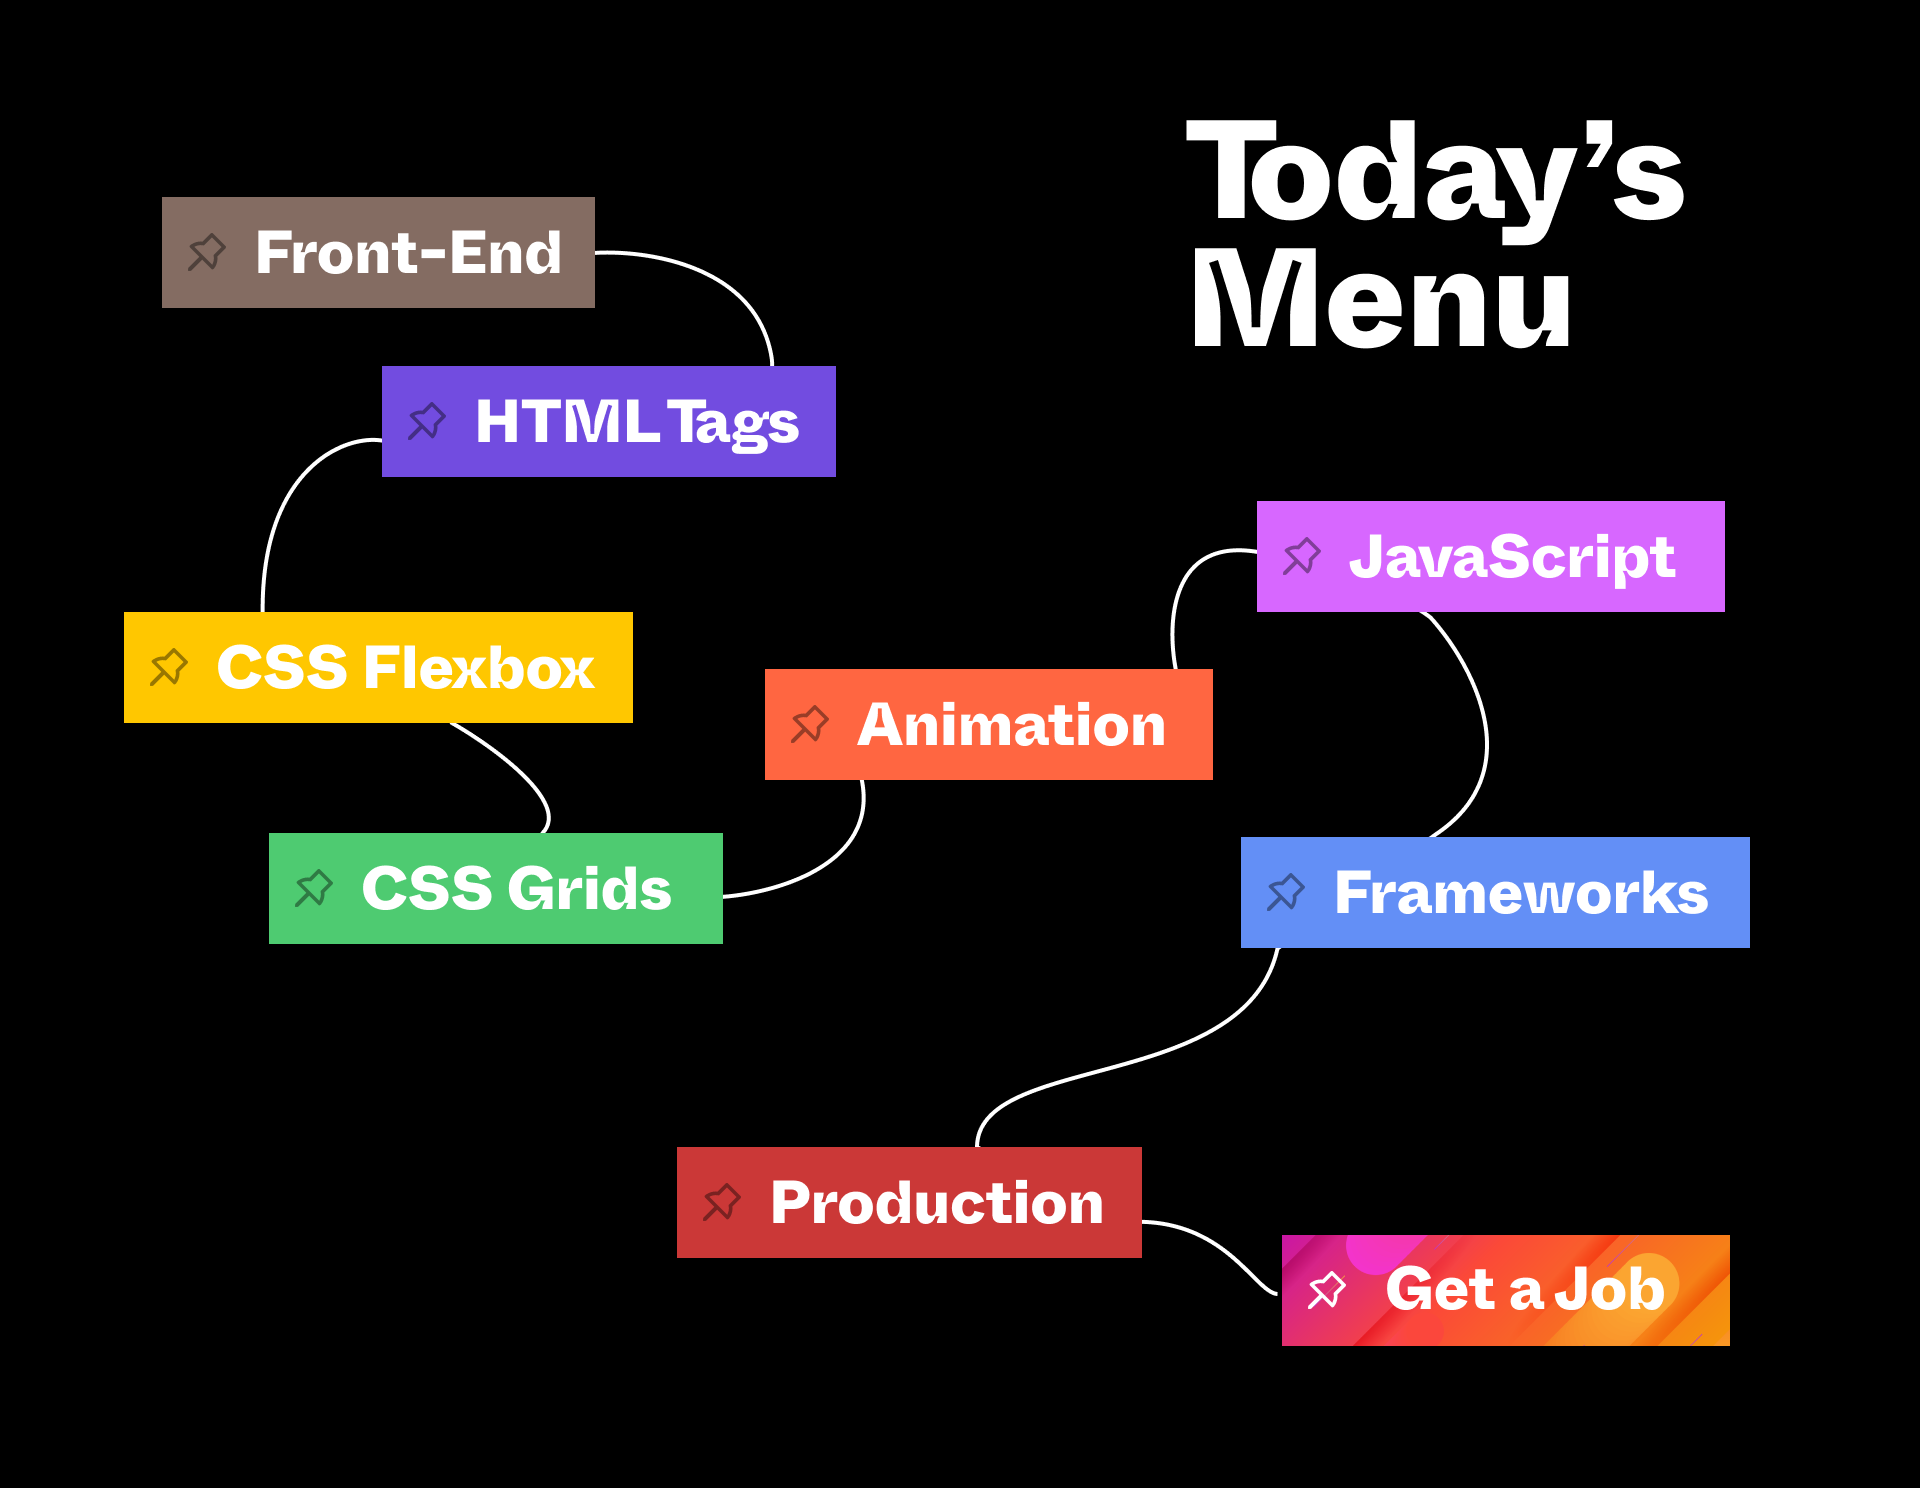 Today’s
Menu
Front-End
HTML Tags
CSS Flexbox
CSS Grids
Animation
JavaScript
Frameworks
Production
Get a Job